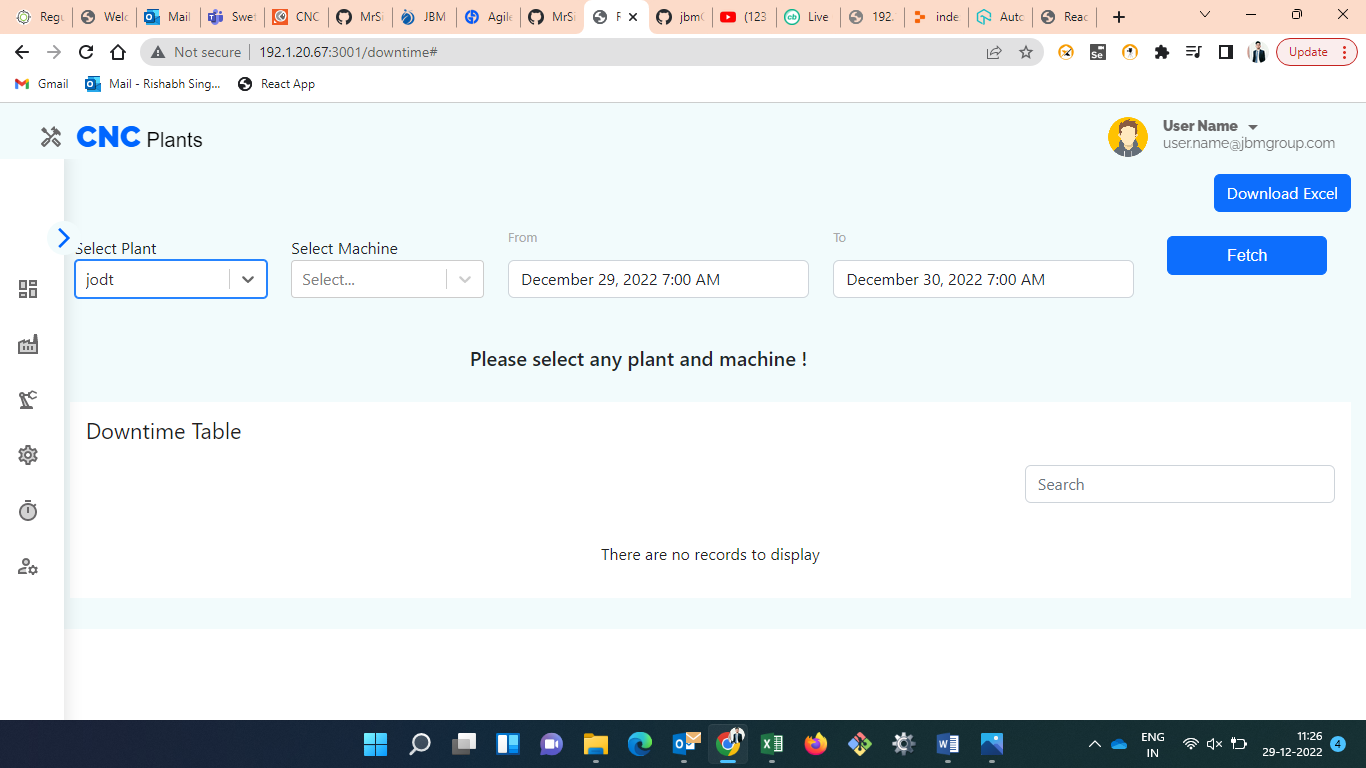 Regu
Welc
Mail
Swet
CNC
MrSi
JBM
Agile
MrSi
jbm
(123
Live
192.
inde
Auto
Reac
Not secure
192.1.20.67:3001/downtime#
Se
Update
Gmail
Mail - Rishabh Sing...
React App
CNC Plants
User Name
user.name@jbmgroup.com
Download Excel
Select Plant
Select Machine
From
To
jodt
Select...
December 29, 2022 7:00 AM
December 30, 2022 7:00 AM
Fetch
Please select any plant and machine !
Downtime Table
Search
There are no records to display
ENG
IN
11:26
29-12-2022
4